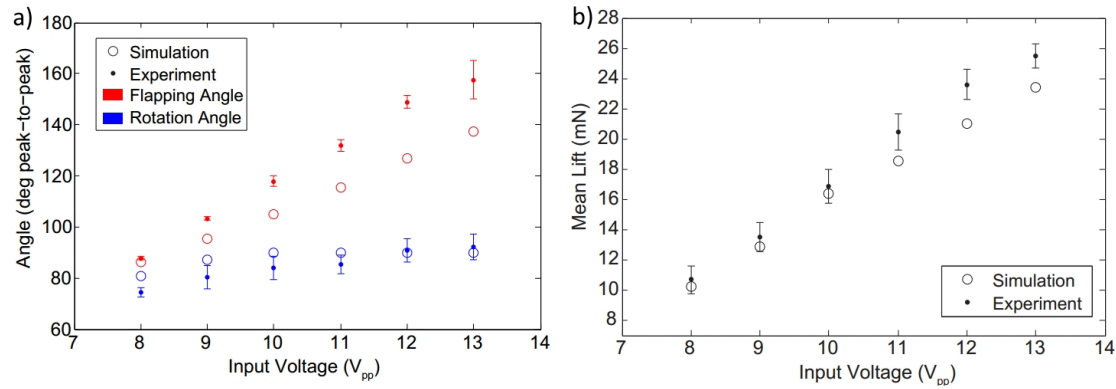 a)
180
160
140
120
100
80
60
Angle (deg peak-to-peak)
Simulation
Experiment
Flapping Angle
Rotation Angle
7 8 9 10 11 12 13 14
Input Voltage (Vpp)
b)
28
26
24
22
20
18
16
14
12
10
8
Mean Lift (mN)
Simulation
Experiment
7 8 9 10 11 12 13 14
Input Voltage (Vpp)